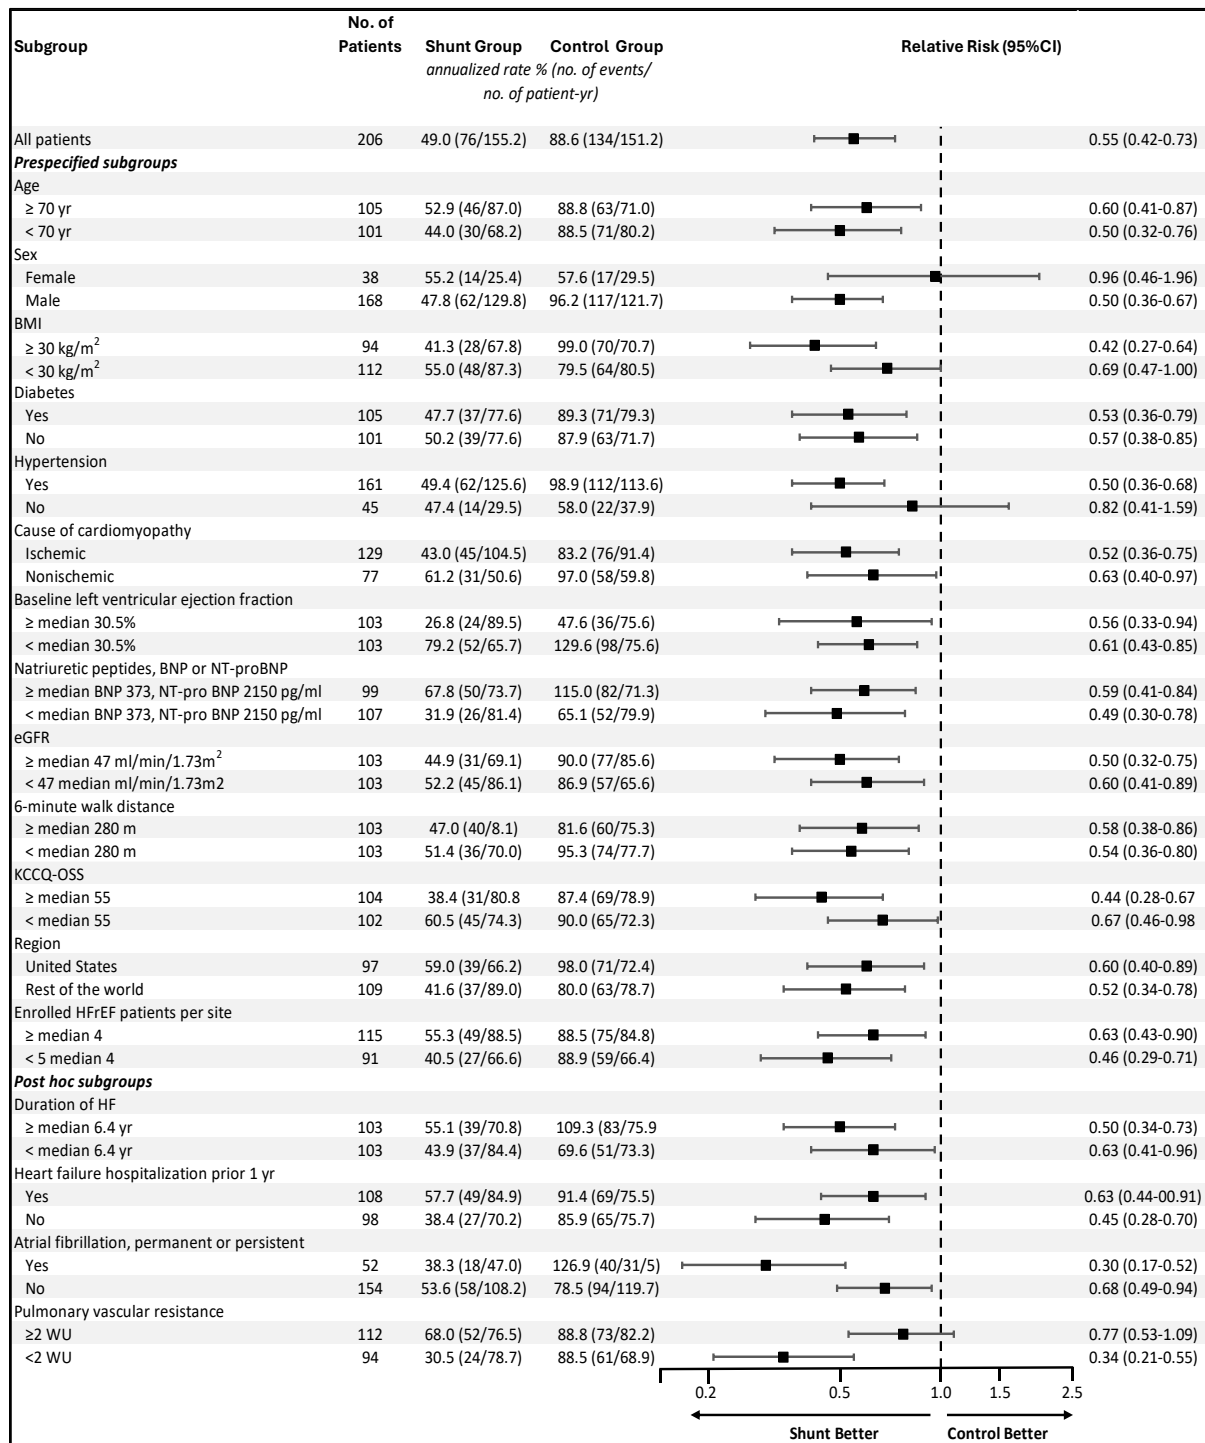 No. of
Subgroup Patients Shunt Group Control Group Relative Risk (95%CI)
annualized rate % (no. of events/
no. of patient-yr)
All patients 206 49.0 (76/155.2) 88.6 (134/151.2) 0.55 (0.42-0.73)
Prespecified subgroups
Age
≥ 70 yr 105 52.9 (46/87.0) 88.8 (63/71.0) 0.60 (0.41-0.87)
< 70 yr 101 44.0 (30/68.2) 88.5 (71/80.2) 0.50 (0.32-0.76)
Sex
Female 38 55.2 (14/25.4) 57.6 (17/29.5) 0.96 (0.46-1.96)
Male 168 47.8 (62/129.8) 96.2 (117/121.7) 0.50 (0.36-0.67)
BMI
≥ 30 kg/m² 94 41.3 (28/67.8) 99.0 (70/70.7) 0.42 (0.27-0.64)
< 30 kg/m² 112 55.0 (48/87.3) 79.5 (64/80.5) 0.69 (0.47-1.00)
Diabetes
Yes 105 47.7 (37/77.6) 89.3 (71/79.3) 0.53 (0.36-0.79)
No 101 50.2 (39/77.6) 87.9 (63/71.7) 0.57 (0.38-0.85)
Hypertension
Yes 161 49.4 (62/125.6) 98.9 (112/113.6) 0.50 (0.36-0.68)
No 45 47.4 (14/29.5) 58.0 (22/37.9) 0.82 (0.41-1.59)
Cause of cardiomyopathy
Ischemic 129 43.0 (45/104.5) 83.2 (76/91.4) 0.52 (0.36-0.75)
Nonischemic 77 61.2 (31/50.6) 97.0 (58/59.8) 0.63 (0.40-0.97)
Baseline left ventricular ejection fraction
≥ median 30.5% 103 26.8 (24/89.5) 47.6 (36/75.6) 0.56 (0.33-0.94)
< median 30.5% 103 79.2 (52/65.7) 129.6 (98/75.6) 0.61 (0.43-0.85)
Natriuretic peptides, BNP or NT-proBNP
≥ median BNP 373, NT-pro BNP 2150 pg/ml 99 67.8 (50/73.7) 115.0 (82/71.3) 0.59 (0.41-0.84)
< median BNP 373, NT-pro BNP 2150 pg/ml 107 31.9 (26/81.4) 65.1 (52/79.9) 0.49 (0.30-0.78)
eGFR
≥ median 47 ml/min/1.73m² 103 44.9 (31/69.1) 90.0 (77/85.6) 0.50 (0.32-0.75)
< 47 median ml/min/1.73m2 103 52.2 (45/86.1) 86.9 (57/65.6) 0.60 (0.41-0.89)
6-minute walk distance
≥ median 280 m 103 47.0 (40/8.1) 81.6 (60/75.3) 0.58 (0.38-0.86)
< median 280 m 103 51.4 (36/70.0) 95.3 (74/77.7) 0.54 (0.36-0.80)
KCCQ-OSS
≥ median 55 104 38.4 (31/80.8 87.4 (69/78.9) 0.44 (0.28-0.67
< median 55 102 60.5 (45/74.3) 90.0 (65/72.3) 0.67 (0.46-0.98
Region
United States 97 59.0 (39/66.2) 98.0 (71/72.4) 0.60 (0.40-0.89)
Rest of the world 109 41.6 (37/89.0) 80.0 (63/78.7) 0.52 (0.34-0.78)
Enrolled HFrEF patients per site
≥ median 4 115 55.3 (49/88.5) 88.5 (75/84.8) 0.63 (0.43-0.90)
< 5 median 4 91 40.5 (27/66.6) 88.9 (59/66.4) 0.46 (0.29-0.71)
Post hoc subgroups
Duration of HF
≥ median 6.4 yr 103 55.1 (39/70.8) 109.3 (83/75.9 0.50 (0.34-0.73)
< median 6.4 yr 103 43.9 (37/84.4) 69.6 (51/73.3) 0.63 (0.41-0.96)
Heart failure hospitalization prior 1 yr
Yes 108 57.7 (49/84.9) 91.4 (69/75.5) 0.63 (0.44-00.91)
No 98 38.4 (27/70.2) 85.9 (65/75.7) 0.45 (0.28-0.70)
Atrial fibrillation, permanent or persistent
Yes 52 38.3 (18/47.0) 126.9 (40/31/5) 0.30 (0.17-0.52)
No 154 53.6 (58/108.2) 78.5 (94/119.7) 0.68 (0.49-0.94)
Pulmonary vascular resistance
≥2 WU 112 68.0 (52/76.5) 88.8 (73/82.2) 0.77 (0.53-1.09)
<2 WU 94 30.5 (24/78.7) 88.5 (61/68.9) 0.34 (0.21-0.55)
0.2 0.5 1.0 1.5 2.5
Shunt Better Control Better